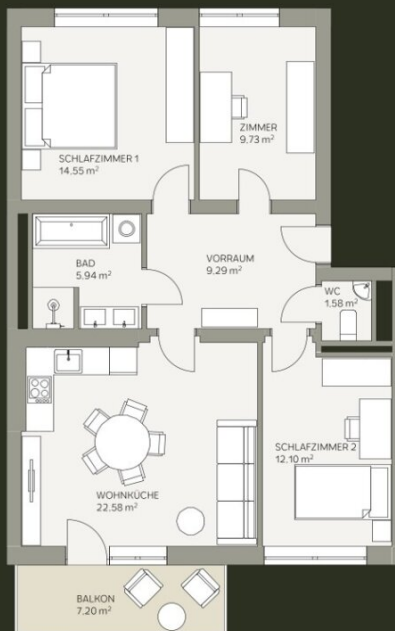 SCHLAFZIMMER 1
14.55 m²
ZIMMER
9.73 m²
BAD
5.94 m²
VORRAUM
9.29 m²
WC
1.58 m²
WOHNKÜCHE
22.58 m²
SCHLAFZIMMER 2
12.10 m²
BALKON
7.20 m²